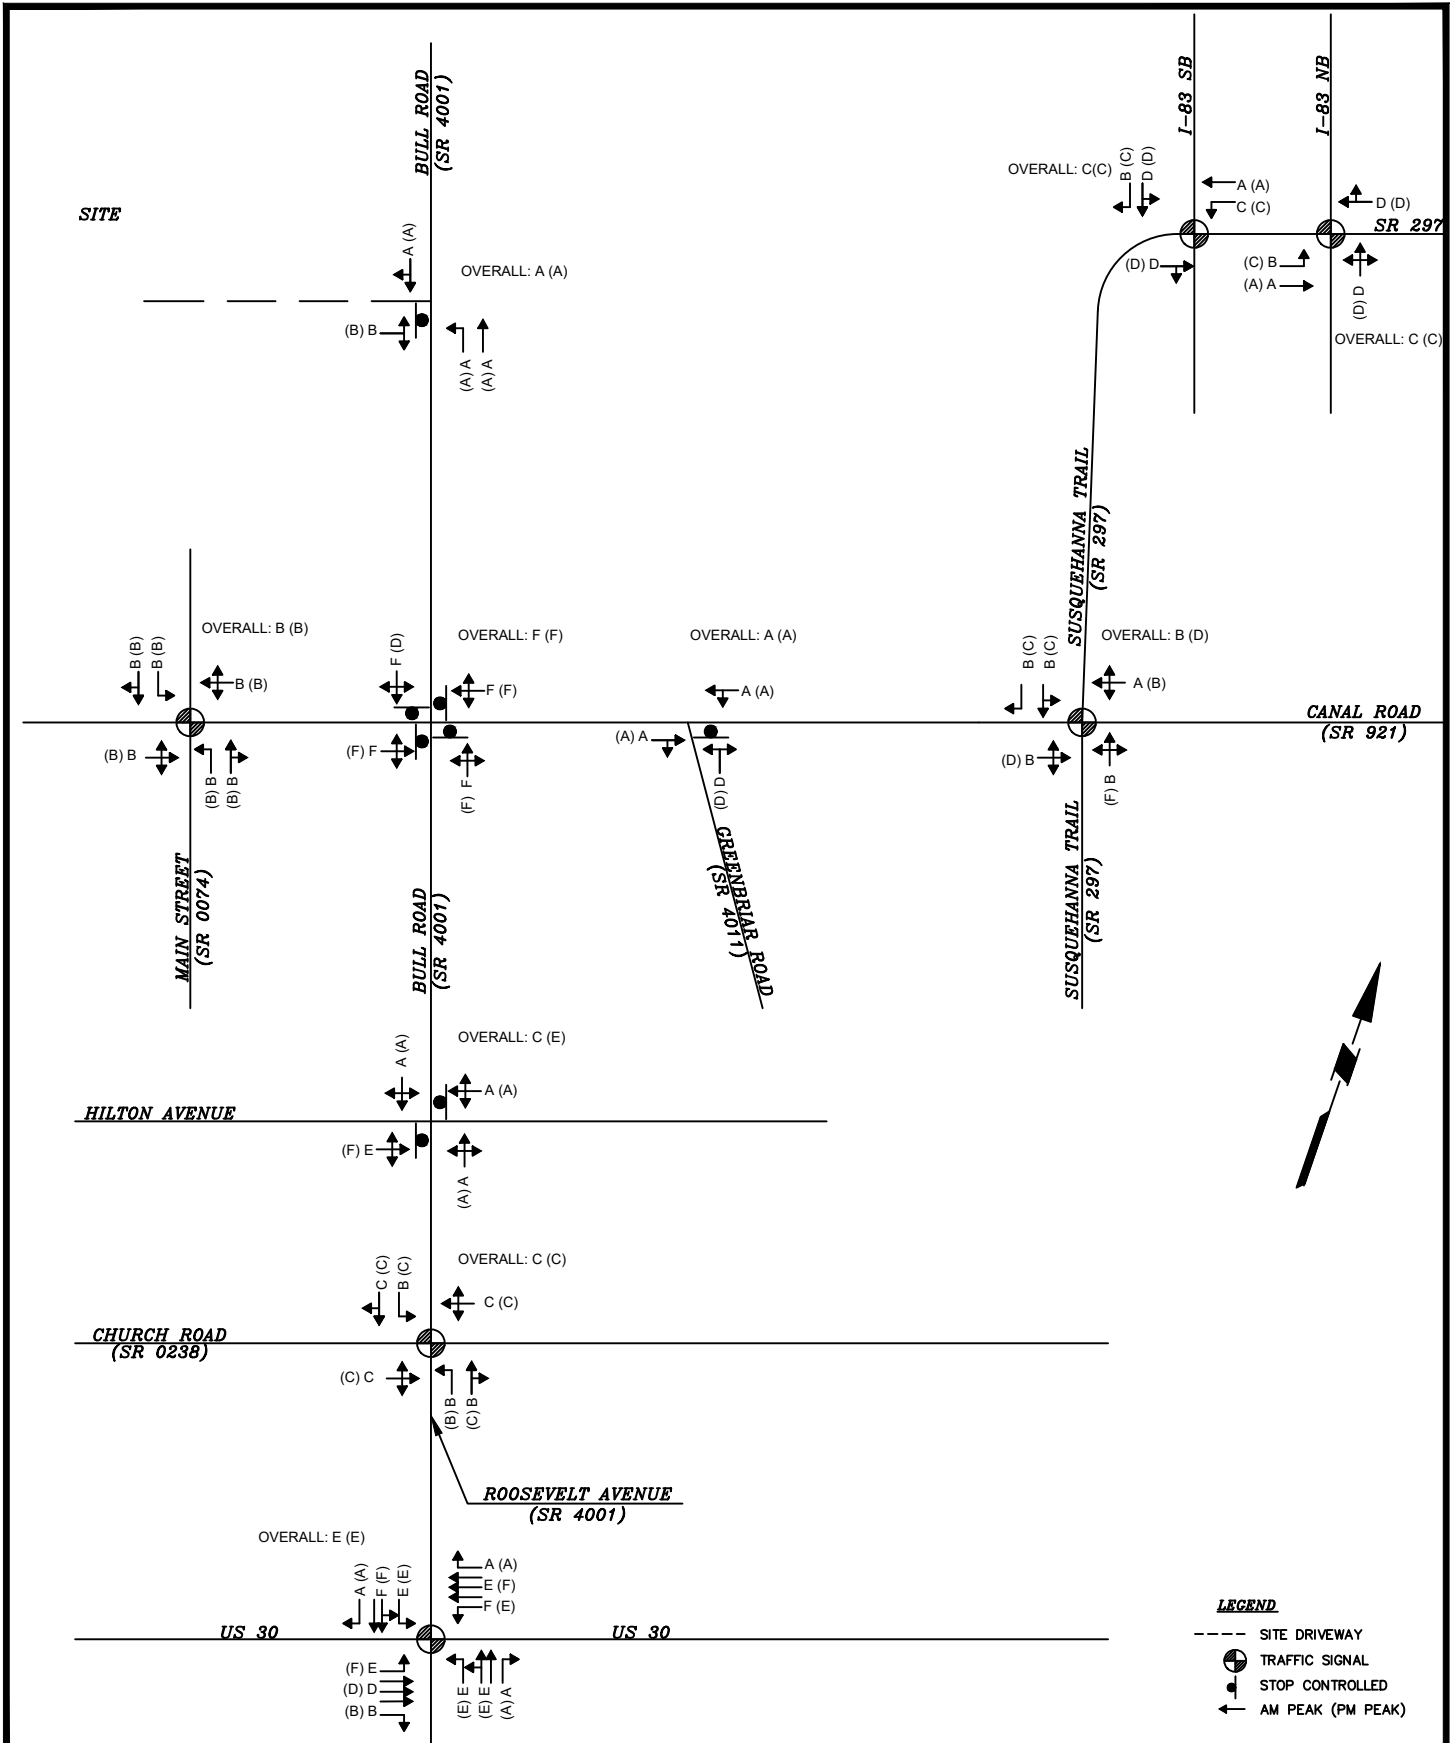 BULL ROAD
(SR 4001)
I-83 SB
I-83 NB
OVERALL: C(C)
B (C)
D (D)
A (A)
C (C)
D (D)
SR 297
(D) D
(C) B
(A) A
(D) D
OVERALL: C (C)
SITE
A (A)
OVERALL: A (A)
(B) B
(A) A
(A) A
SUSQUEHANNA TRAIL
(SR 297)
B (B)
B (B)
OVERALL: B (B)
B (B)
(B) B
(B) B
(B) B
F (D)
OVERALL: F (F)
F (F)
(F) F
(F) F
OVERALL: A (A)
A (A)
(A) A
(D) D
B (C)
B (C)
OVERALL: B (D)
A (B)
(D) B
(F) B
CANAL ROAD
(SR 921)
MAIN STREET
(SR 0074)
BULL ROAD
(SR 4001)
GREENBRIAR ROAD
(SR 4011)
SUSQUEHANNA TRAIL
(SR 297)
A (A)
OVERALL: C (E)
A (A)
HILTON AVENUE
(F) E
(A) A
C (C)
B (C)
OVERALL: C (C)
C (C)
CHURCH ROAD
(SR 0238)
(C) C
(B) B
(C) B
ROOSEVELT AVENUE
(SR 4001)
OVERALL: E (E)
A (A)
F (F)
E (E)
A (A)
E (F)
F (E)
US 30
US 30
(F) E
(D) D
(B) B
(E) E
(E) E
(A) A
LEGEND
SITE DRIVEWAY
TRAFFIC SIGNAL
STOP CONTROLLED
AM PEAK (PM PEAK)